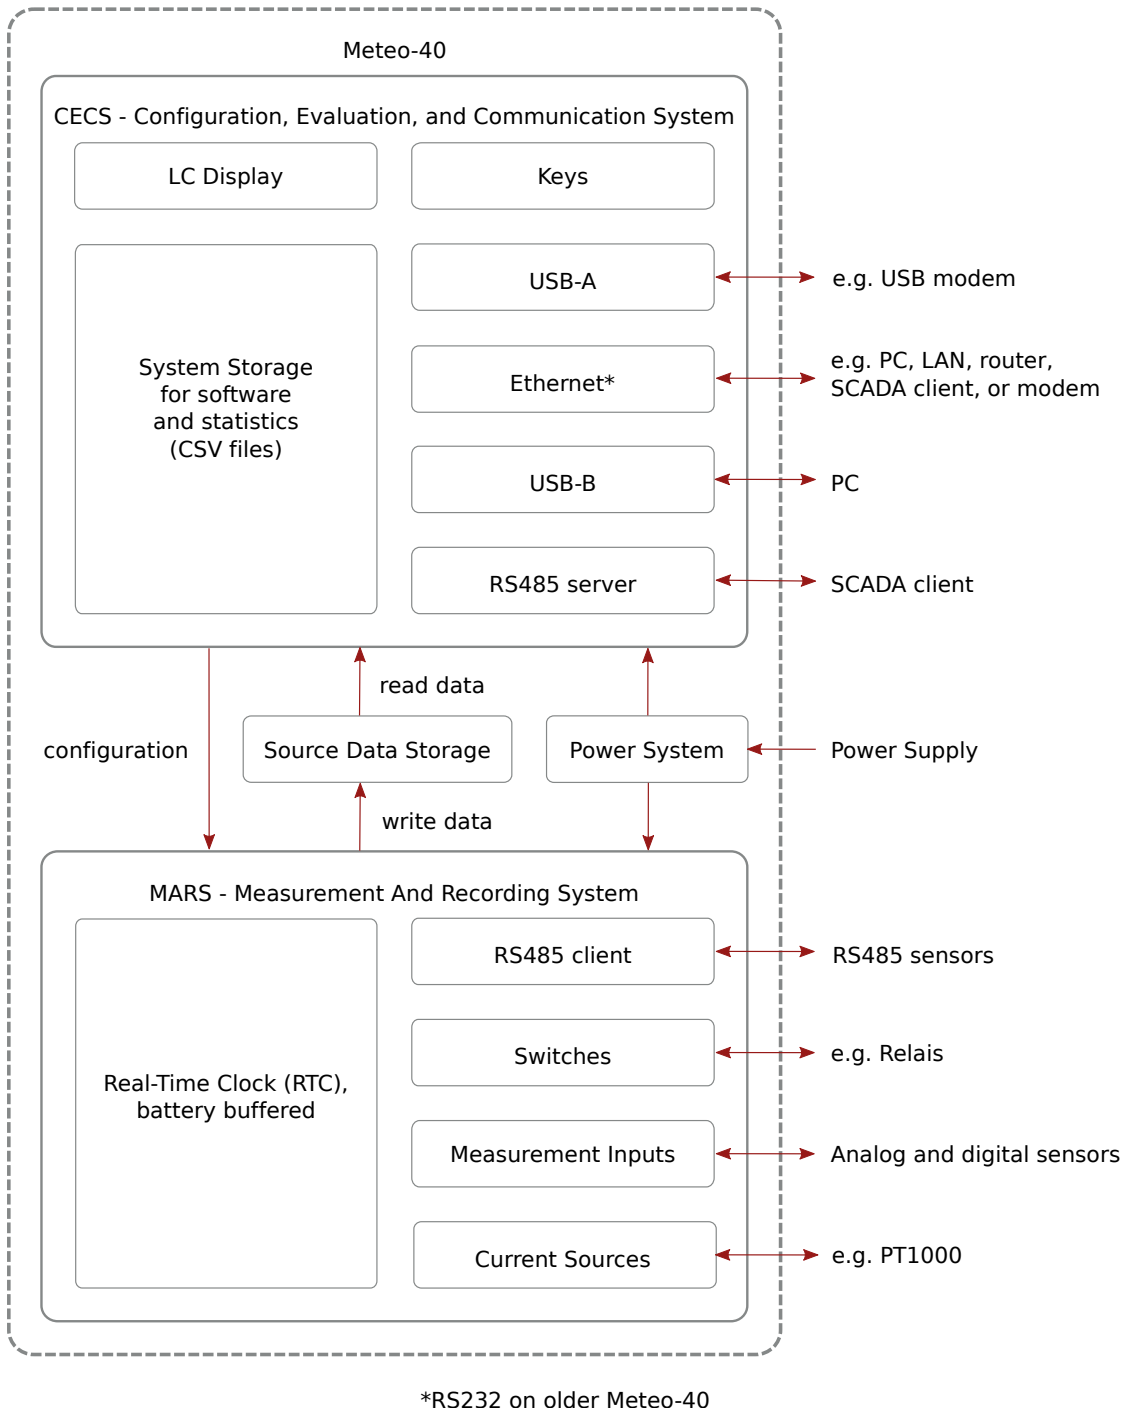 Meteo-40
CECS - Configuration, Evaluation, and Communication System
LC Display
Keys
System Storage
for software
and statistics
(CSV files)
USB-A
e.g. USB modem
Ethernet*
e.g. PC, LAN, router,
SCADA client, or modem
USB-B
PC
RS485 server
SCADA client
configuration
read data
Source Data Storage
write data
Power System
Power Supply
MARS - Measurement And Recording System
Real-Time Clock (RTC),
battery buffered
RS485 client
RS485 sensors
Switches
e.g. Relais
Measurement Inputs
Analog and digital sensors
Current Sources
e.g. PT1000
*RS232 on older Meteo-40